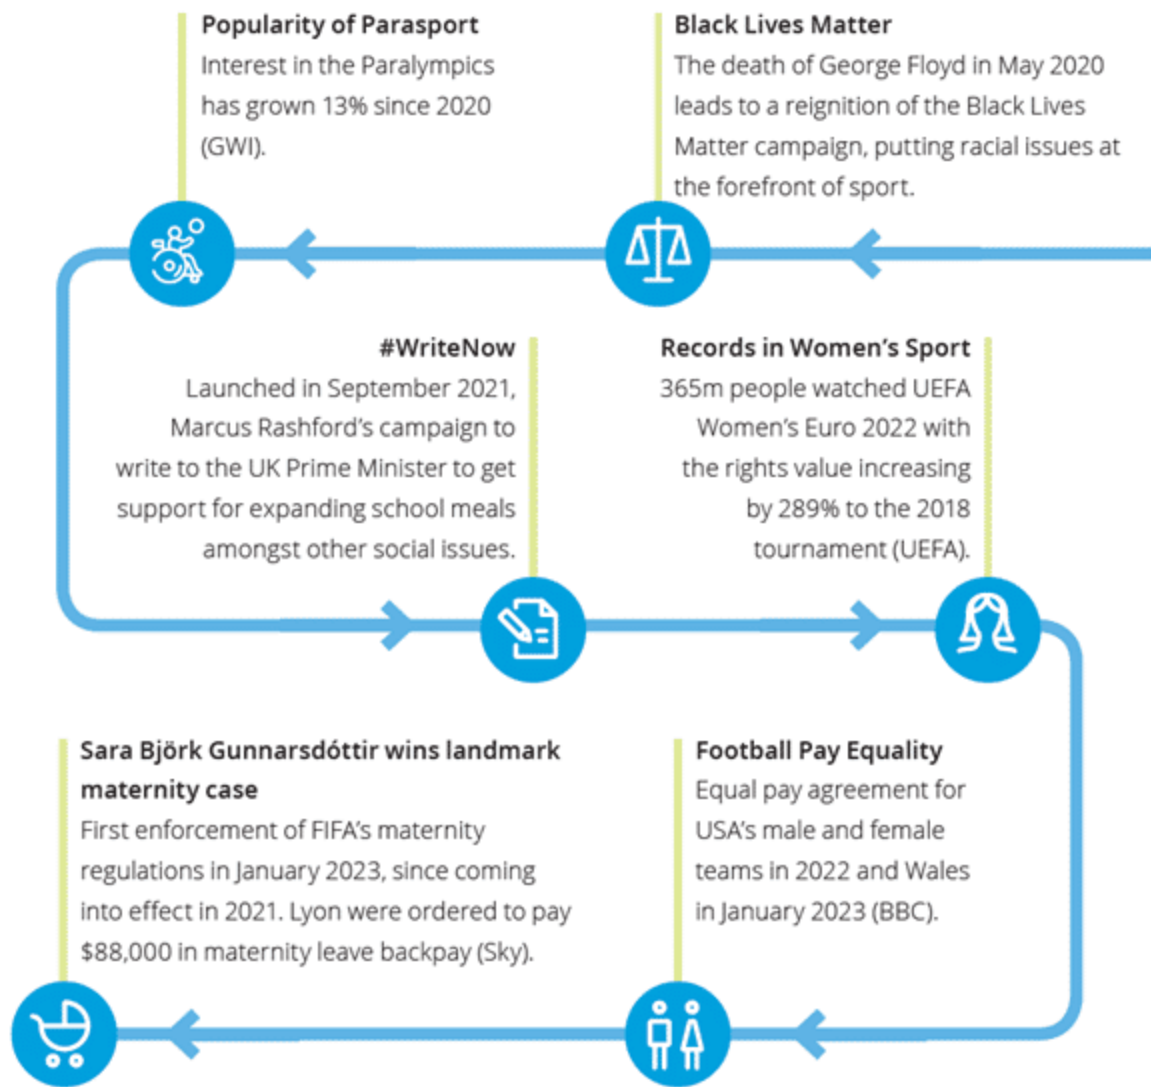 Popularity of Parasport
Interest in the Paralympics
has grown 13% since 2020
(GWI).
Black Lives Matter
The death of George Floyd in May 2020
leads to a reignition of the Black Lives
Matter campaign, putting racial issues at
the forefront of sport.
#WriteNow
Launched in September 2021,
Marcus Rashford’s campaign to
write to the UK Prime Minister to get
support for expanding school meals
amongst other social issues.
Records in Women’s Sport
365m people watched UEFA
Women’s Euro 2022 with
the rights value increasing
by 289% to the 2018
tournament (UEFA).
Sara Björk Gunnarsdóttir wins landmark
maternity case
First enforcement of FIFA’s maternity
regulations in January 2023, since coming
into effect in 2021. Lyon were ordered to pay
$88,000 in maternity leave backpay (Sky).
Football Pay Equality
Equal pay agreement for
USA’s male and female
teams in 2022 and Wales
in January 2023 (BBC).